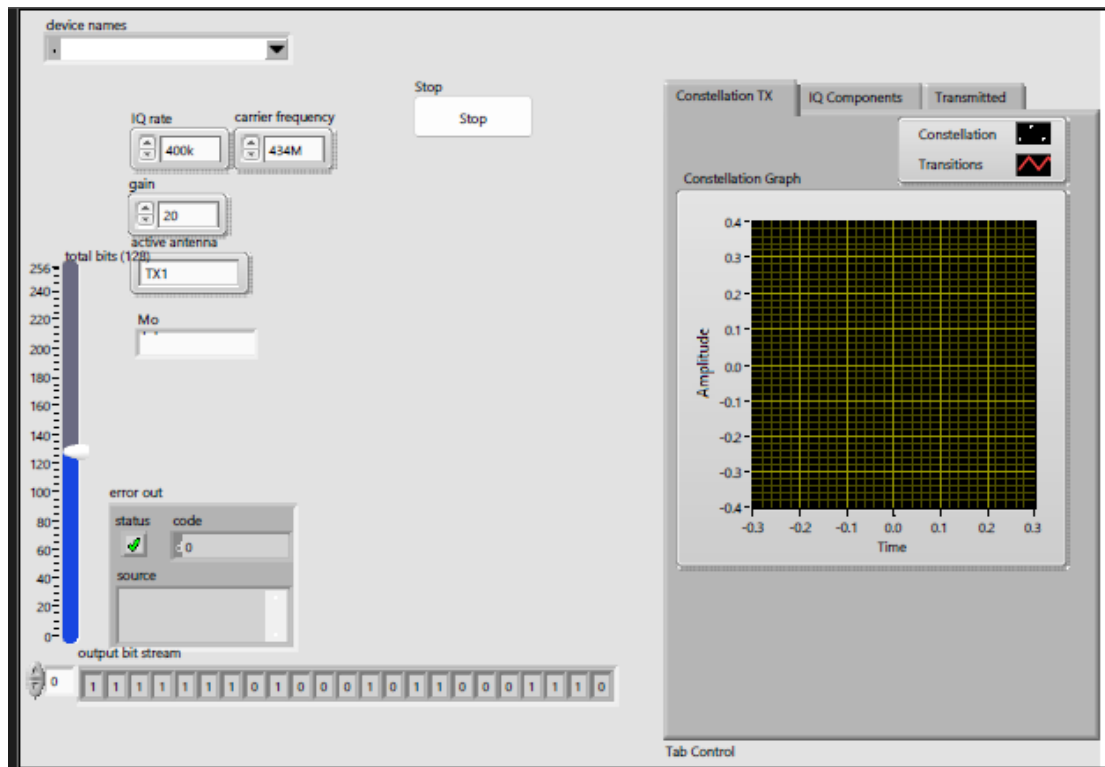 device names
Stop
Stop
IQ rate
carrier frequency
400k
434M
gain
20
active antenna
total bits (128)
TX1
Mo
256
240
220
200
180
160
140
120
100
80
60
40
20
0
error out
status
code
0
source
output bit stream
0
1 1 1 1 1 1 1 0 1 0 0 0 1 0 1 1 0 0 0 1 1 1 0
Constellation TX
IQ Components
Transmitted
Constellation
Transitions
Constellation Graph
Amplitude
0.4
0.3
0.2
0.1
0.0
-0.1
-0.2
-0.3
-0.4
-0.3 -0.2 -0.1 0.0 0.1 0.2 0.3
Time
Tab Control